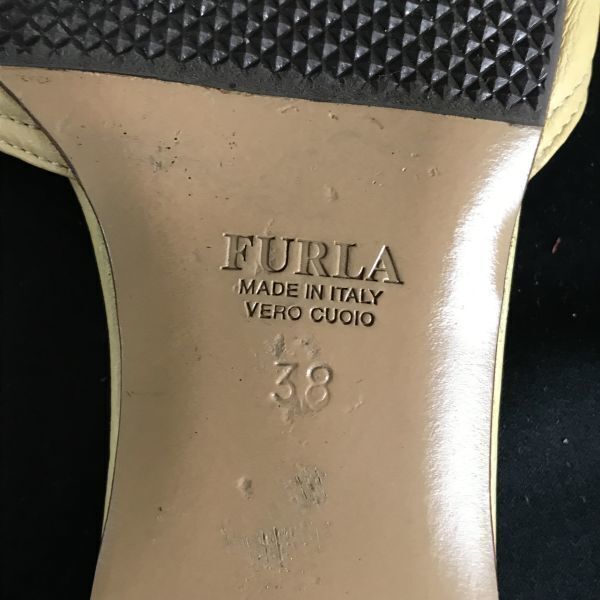 FURLA
MADE IN ITALY
VERO CUOIO
38